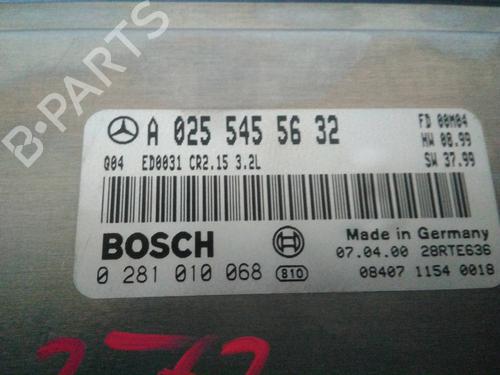 B-PARTS
A 025 545 56 32
FD 00M04
HW 08.99
Q04 ED0031 CR2.15 3.2L
SW 37.99
BOSCH
Made in Germany
07.04.00 28RTE636
0 281 010 068 810
08407 1154 0018
272